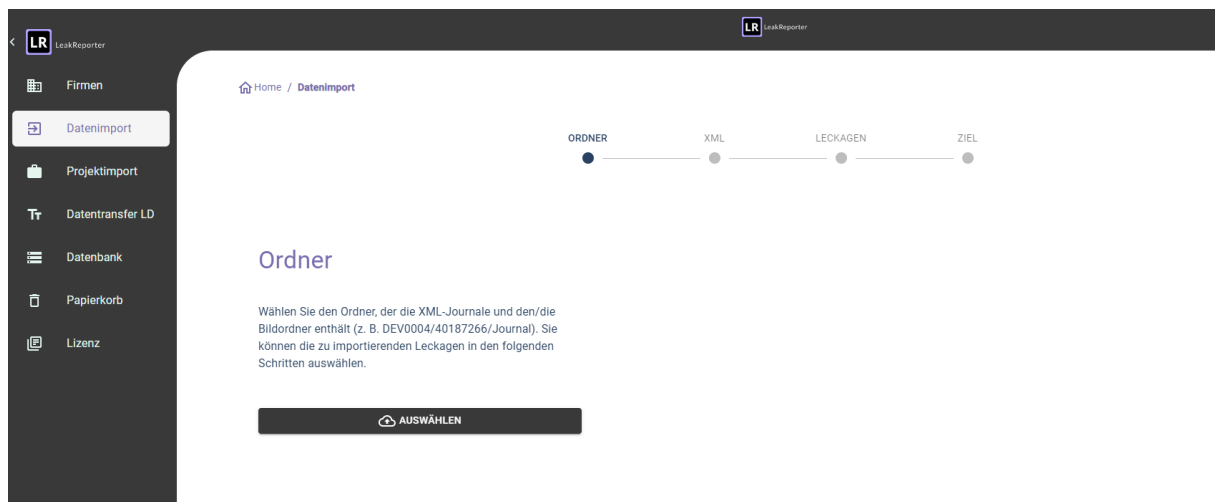 LR LeakReporter
LR LeakReporter
Firmen
Datenimport
Projektimport
Datentransfer LD
Datenbank
Papierkorb
Lizenz
Home / Datenimport
ORDNER XML LECKAGEN ZIEL
Ordner
Wählen Sie den Ordner, der die XML-Journale und den/die
Bildordner enthält (z. B. DEV0004/40187266/Journal). Sie
können die zu importierenden Leckagen in den folgenden
Schritten auswählen.
AUSWÄHLEN